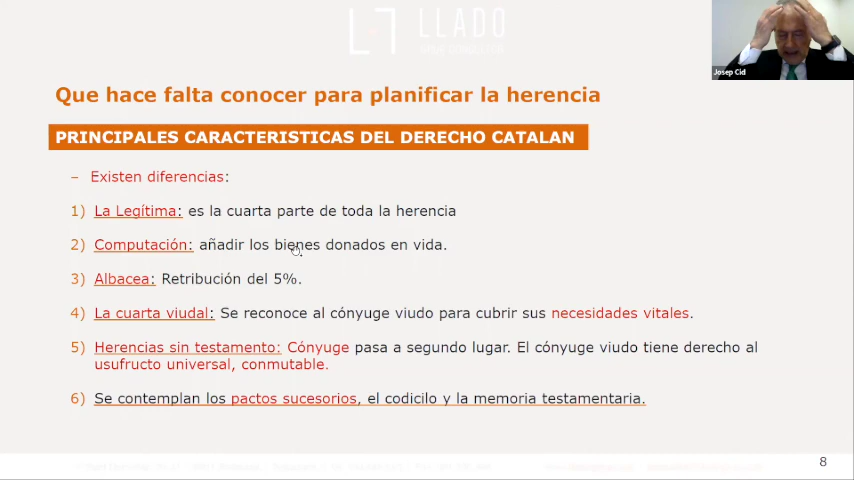 LLADO
Josep Cid
Que hace falta conocer para planificar la herencia
PRINCIPALES CARACTERISTICAS DEL DERECHO CATALAN
– Existen diferencias:
1) La Legítima: es la cuarta parte de toda la herencia
2) Computación: añadir los bienes donados en vida.
3) Albacea: Retribución del 5%.
4) La cuarta viudal: Se reconoce al cónyuge viudo para cubrir sus necesidades vitales.
5) Herencias sin testamento: Cónyuge pasa a segundo lugar. El cónyuge viudo tiene derecho al
usufructo universal, conmutable.
6) Se contemplan los pactos sucesorios, el codicilo y la memoria testamentaria.
8